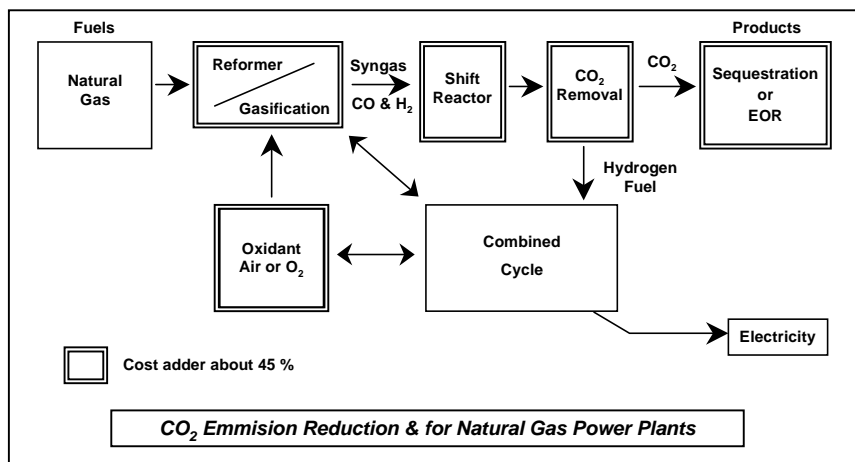 Fuels
Products
Natural
Gas
Reformer
Gasification
Syngas
CO & H₂
Shift
Reactor
CO₂
Removal
CO₂
Sequestration
or
EOR
Hydrogen
Fuel
Oxidant
Air or O₂
Combined
Cycle
Electricity
Cost adder about 45 %
CO₂ Emmision Reduction & for Natural Gas Power Plants